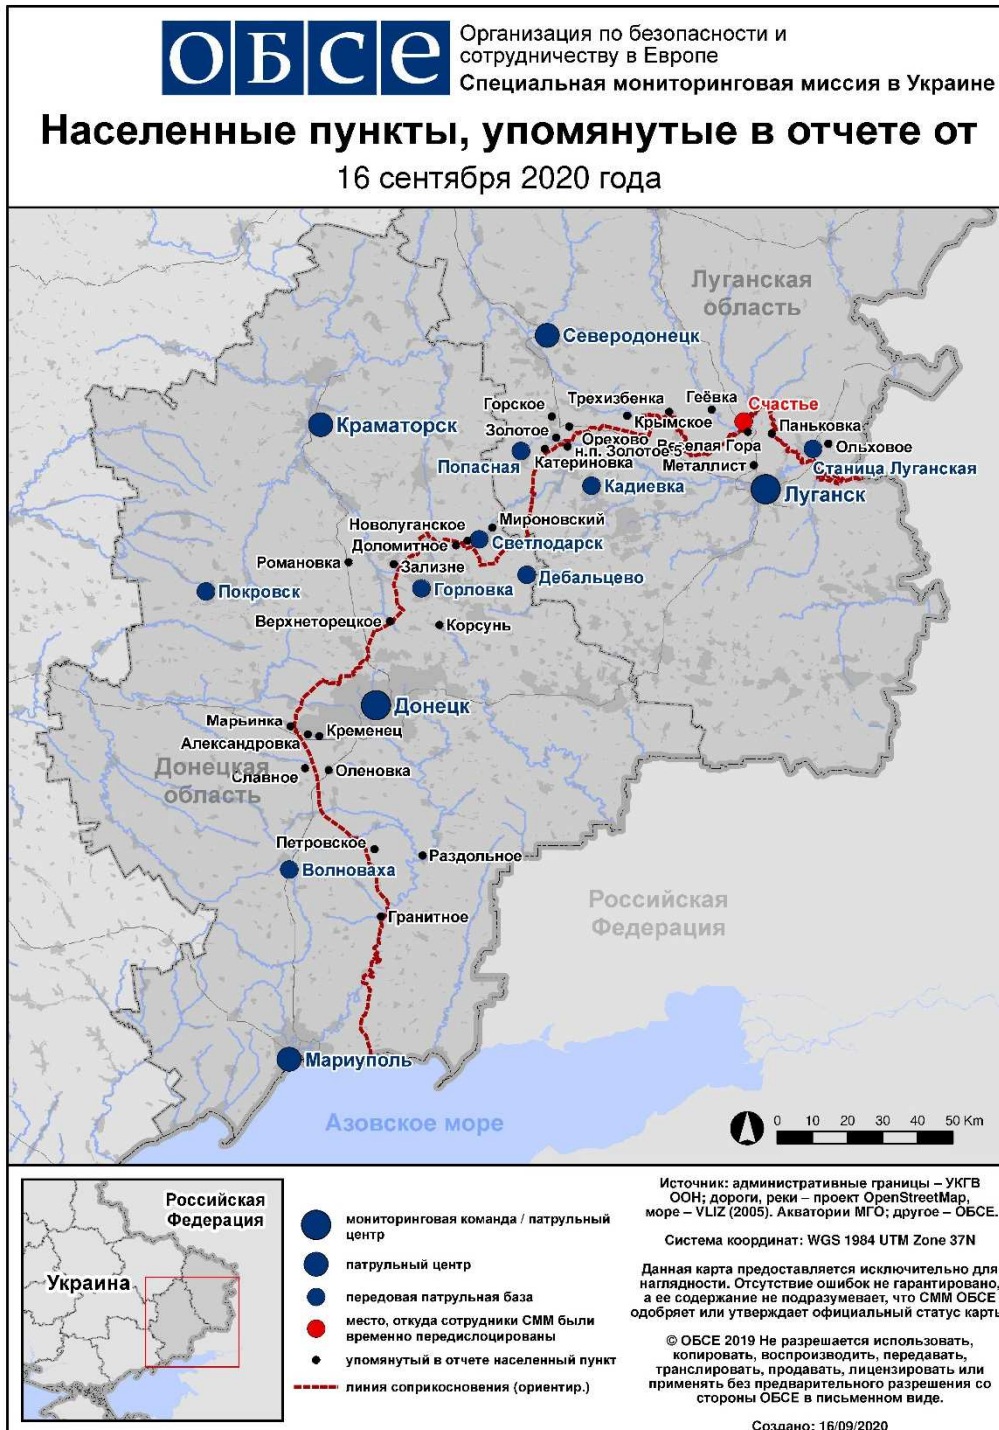 ОБСЕ
Организация по безопасности и
сотрудничеству в Европе
Специальная мониторинговая миссия в Украине
Населенные пункты, упомянутые в отчете от
16 сентября 2020 года
Луганская
область
Северодонецк
Трехизбенка
Геёвка
Счастье
Горское
Крымское
Паньковка
Краматорск
Золотое
Орехово
Веселая Гора
Ольховое
н.п. Золотое 5
Попасная
Катериновка
Металлист
Станица Луганская
Кадиевка
Луганск
Новолуганское
Мироновский
Доломитное
Светлодарск
Романовка
Зализне
Дебальцево
Покровск
Горловка
Верхнеторецкое
Корсунь
Донецк
Марьинка
Кременец
Александровка
Донецкая
область
Славное
Оленовка
Петровское
Раздольное
Волноваха
Российская
Федерация
Гранитное
Мариуполь
Азовское море
0 10 20 30 40 50 Km
Российская
Федерация
Украина
мониторинговая команда / патрульный
центр
патрульный центр
передовая патрульная база
место, откуда сотрудники СММ были
временно передислоцированы
упомянутый в отчете населенный пункт
линия соприкосновения (ориентир.)
Источник: административные границы – УКГВ
ООН; дороги, реки – проект OpenStreetMap,
море – VLIZ (2005). Акватории МГО; другое – ОБСЕ.
Система координат: WGS 1984 UTM Zone 37N
Данная карта предоставляется исключительно для
наглядности. Отсутствие ошибок не гарантировано,
а ее содержание не подразумевает, что СММ ОБСЕ
одобряет или утверждает официальный статус карты
© ОБСЕ 2019 Не разрешается использовать,
копировать, воспроизводить, передавать,
транслировать, продавать, лицензировать или
применять без предварительного разрешения со
стороны ОБСЕ в письменном виде.
Создано: 16/09/2020